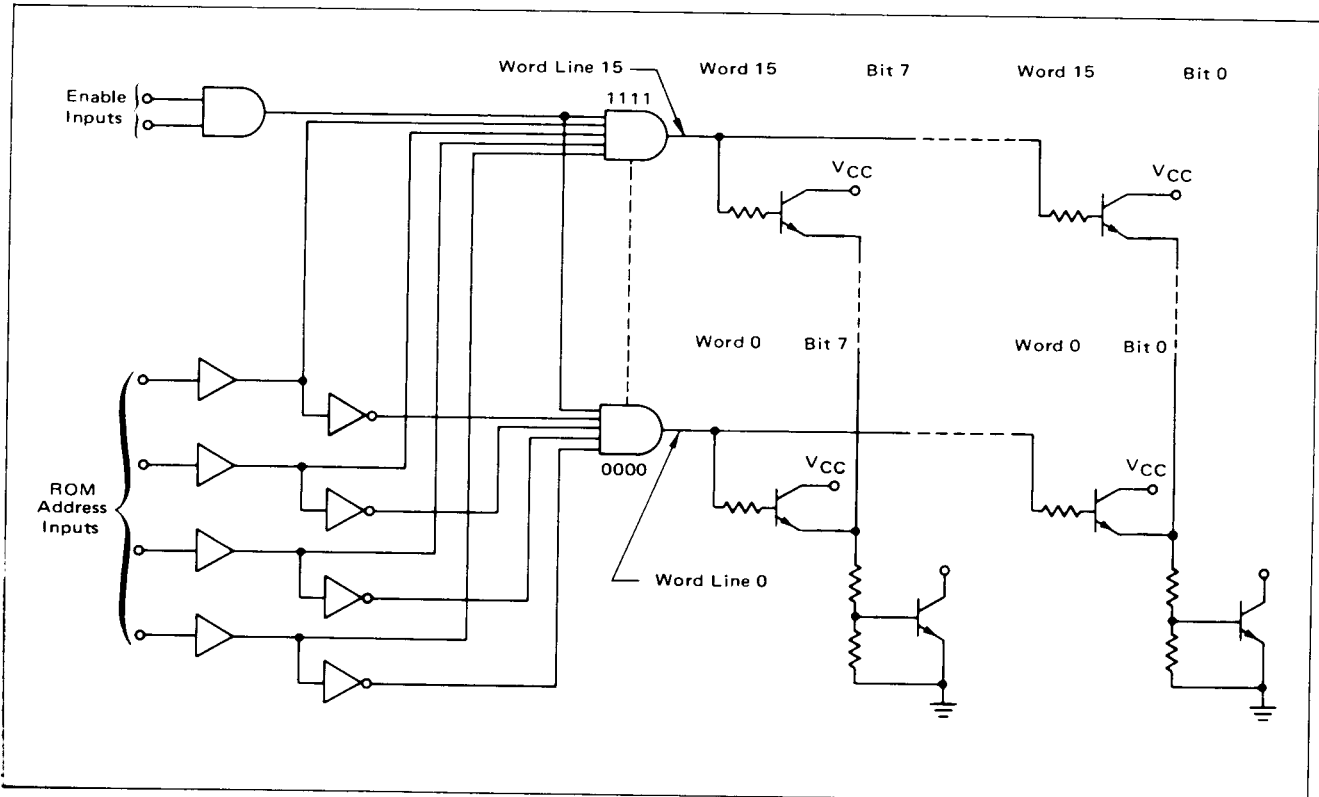 Word Line 15
Word 15
Bit 7
Word 15
Bit 0
Enable
Inputs
1111
VCC
VCC
Word 0
Bit 7
Word 0
Bit 0
ROM
Address
Inputs
0000
VCC
VCC
Word Line 0